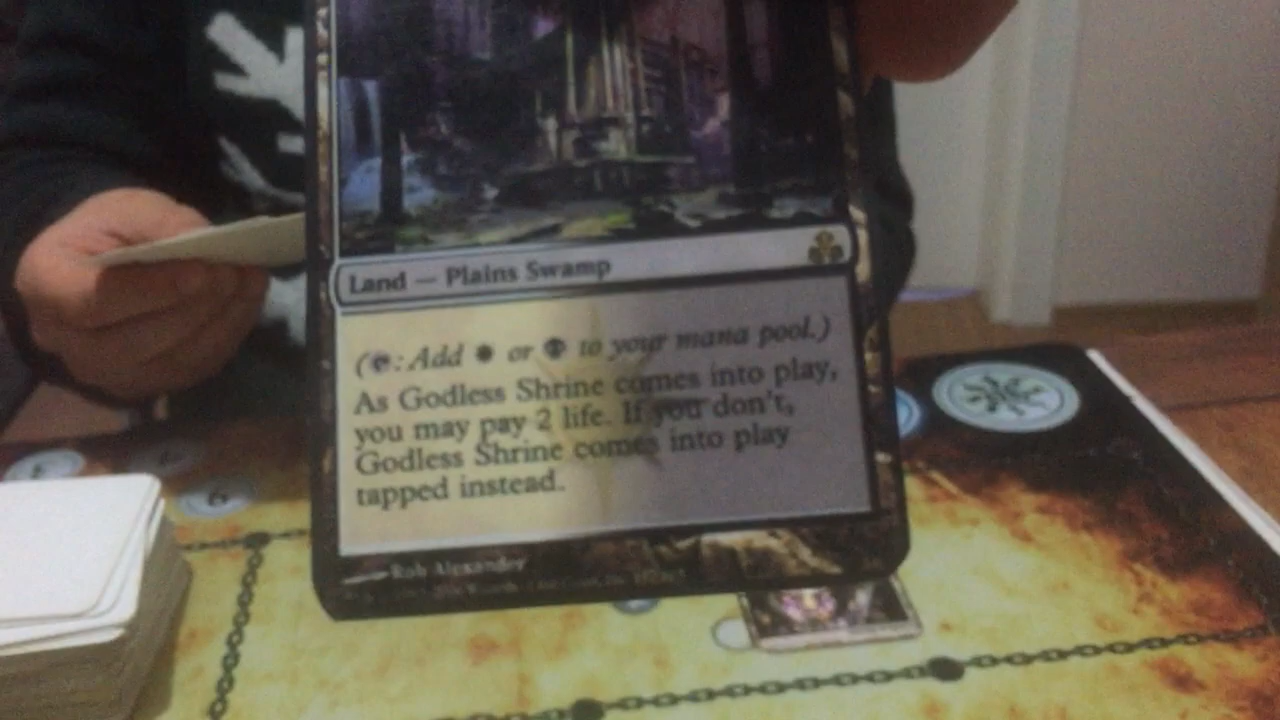 Land — Plains Swamp
( : Add or to your mana pool.)
As Godless Shrine comes into play,
you may pay 2 life. If you don't,
Godless Shrine comes into play
tapped instead.
Rob Alexander